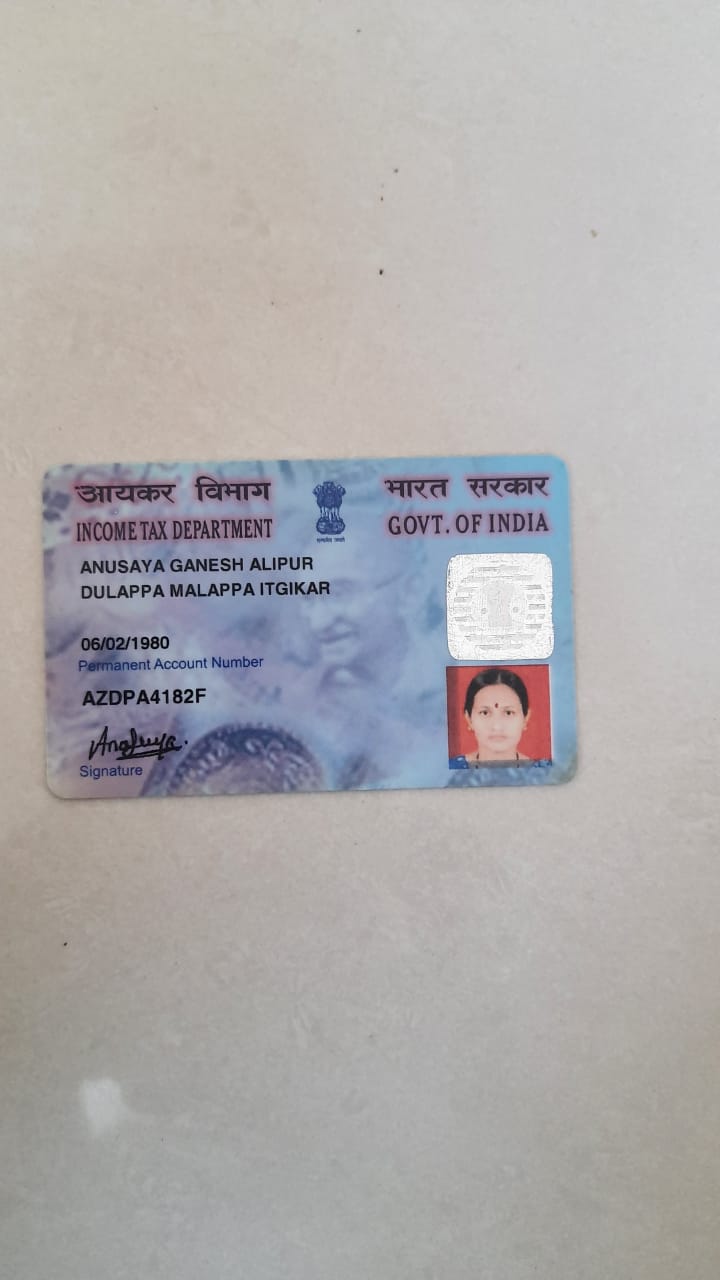 आयकर विभाग
INCOME TAX DEPARTMENT
भारत सरकार
GOVT. OF INDIA
ANUSAYA GANESH ALIPUR
DULAPPA MALAPPA ITGIKAR
06/02/1980
Permanent Account Number
AZDPA4182F
Signature